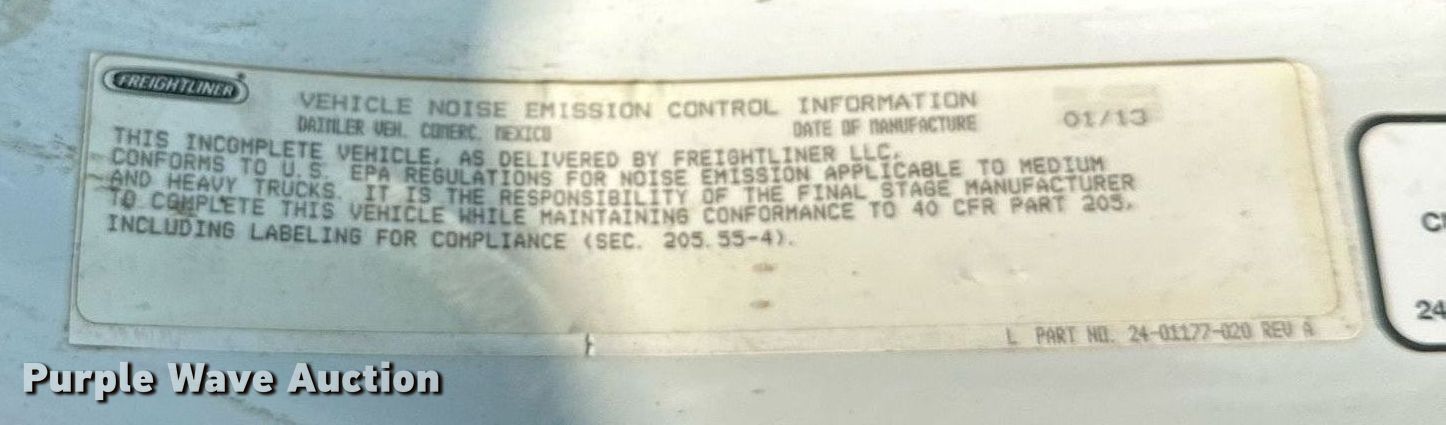 FREIGHTLINER
VEHICLE NOISE EMISSION CONTROL INFORMATION
DAIMLER VEH. COMERC. MEXICO DATE OF MANUFACTURE 01/13
THIS INCOMPLETE VEHICLE, AS DELIVERED BY FREIGHTLINER LLC,
CONFORMS TO U.S. EPA REGULATIONS FOR NOISE EMISSION APPLICABLE TO MEDIUM
AND HEAVY TRUCKS. IT IS THE RESPONSIBILITY OF THE FINAL STAGE MANUFACTURER
TO COMPLETE THIS VEHICLE WHILE MAINTAINING CONFORMANCE TO 40 CFR PART 205,
INCLUDING LABELING FOR COMPLIANCE (SEC. 205.55-4).
L PART NO. 24-01177-020 REV A
24
Purple Wave Auction